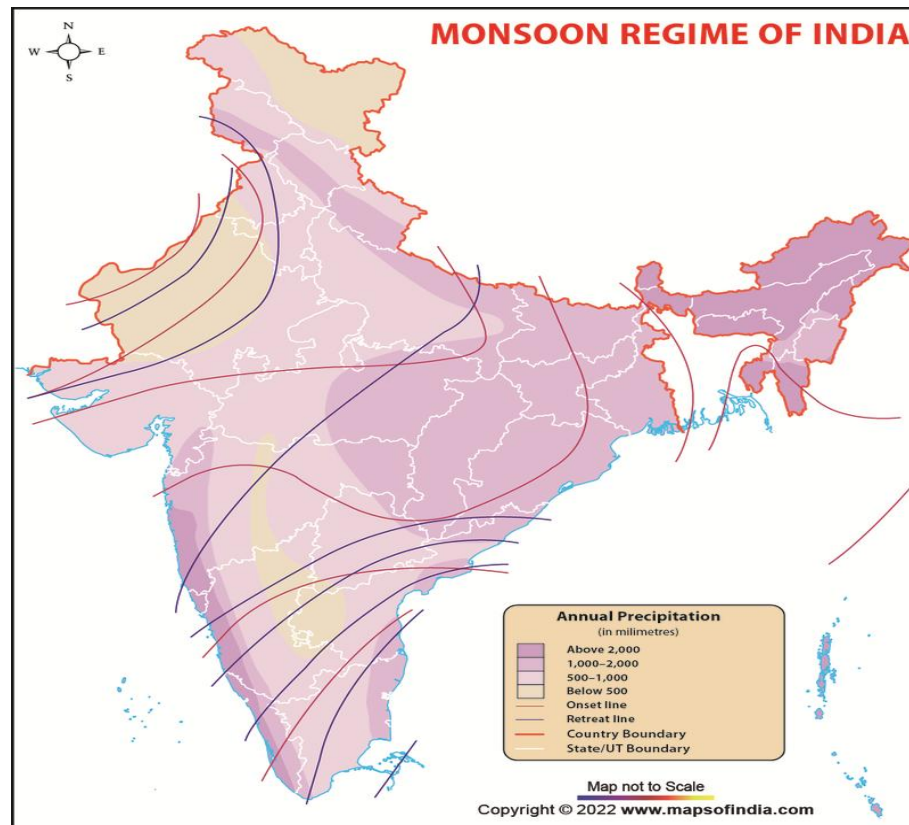 MONSOON REGIME OF INDIA
N
W E
S
Annual Precipitation
(in milimetres)
Above 2,000
1,000–2,000
500–1,000
Below 500
Onset line
Retreat line
Country Boundary
State/UT Boundary
Map not to Scale
Copyright © 2022 www.mapsofindia.com